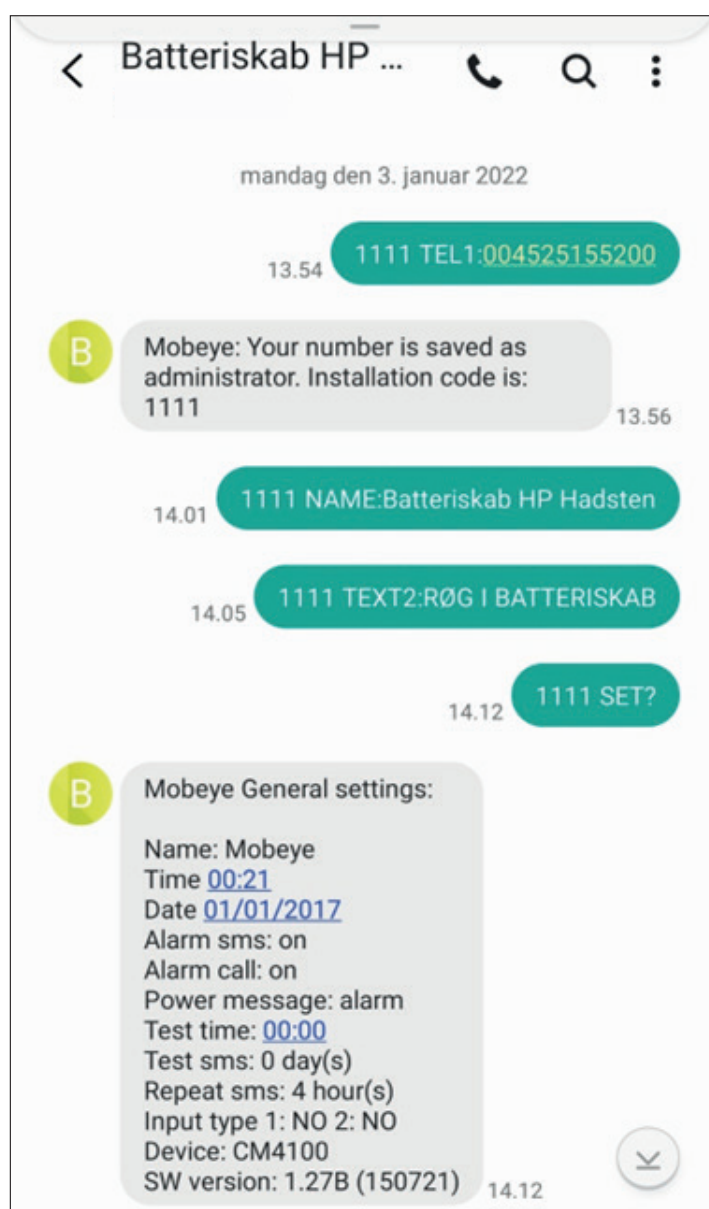 Batteriskab HP ...
mandag den 3. januar 2022
1111 TEL1:004525155200
13.54
B
Mobeye: Your number is saved as
administrator. Installation code is:
1111
13.56
1111 NAME:Batteriskab HP Hadsten
14.01
1111 TEXT2:RØG I BATTERISKAB
14.05
1111 SET?
14.12
B
Mobeye General settings:
Name: Mobeye
Time 00:21
Date 01/01/2017
Alarm sms: on
Alarm call: on
Power message: alarm
Test time: 00:00
Test sms: 0 day(s)
Repeat sms: 4 hour(s)
Input type 1: NO 2: NO
Device: CM4100
SW version: 1.27B (150721)
14.12